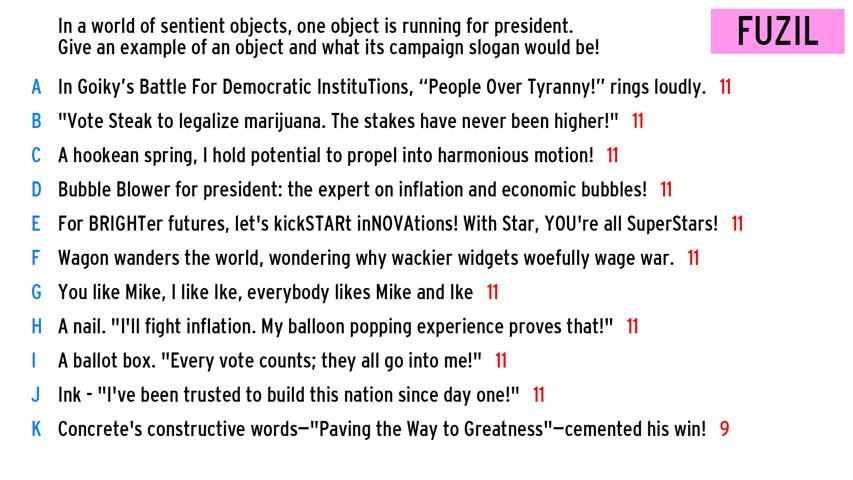 In a world of sentient objects, one object is running for president.
Give an example of an object and what its campaign slogan would be!
FUZIL
A In Goiky's Battle For Democratic InstituTions, “People Over Tyranny!” rings loudly. 11
B "Vote Steak to legalize marijuana. The stakes have never been higher!" 11
C A hookean spring, I hold potential to propel into harmonious motion! 11
D Bubble Blower for president: the expert on inflation and economic bubbles! 11
E For BRIGHTer futures, let's kickSTARt inNOVAtions! With Star, YOU're all SuperStars! 11
F Wagon wanders the world, wondering why wackier widgets woefully wage war. 11
G You like Mike, I like Ike, everybody likes Mike and Ike 11
H A nail. "I'll fight inflation. My balloon popping experience proves that!" 11
I A ballot box. "Every vote counts; they all go into me!" 11
J Ink - "I've been trusted to build this nation since day one!" 11
K Concrete's constructive words—"Paving the Way to Greatness"—cemented his win! 9